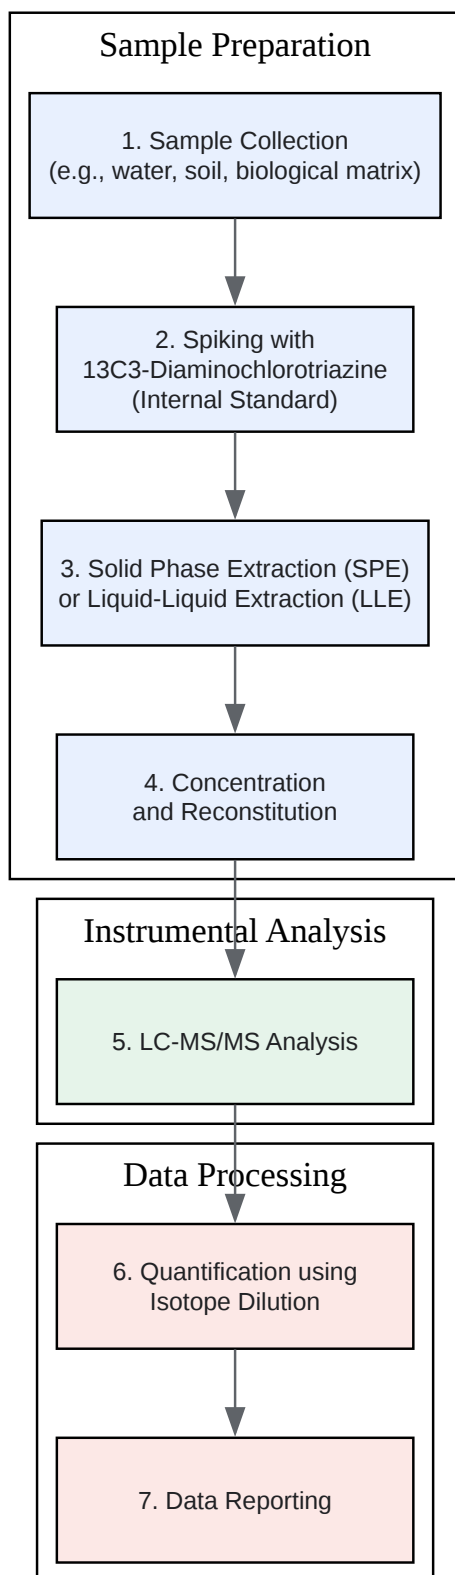 Sample Preparation
1. Sample Collection
(e.g., water, soil, biological matrix)
2. Spiking with
13C3-Diaminochlorotriazine
(Internal Standard)
3. Solid Phase Extraction (SPE)
or Liquid-Liquid Extraction (LLE)
4. Concentration
and Reconstitution
Instrumental Analysis
5. LC-MS/MS Analysis
Data Processing
6. Quantification using
Isotope Dilution
7. Data Reporting